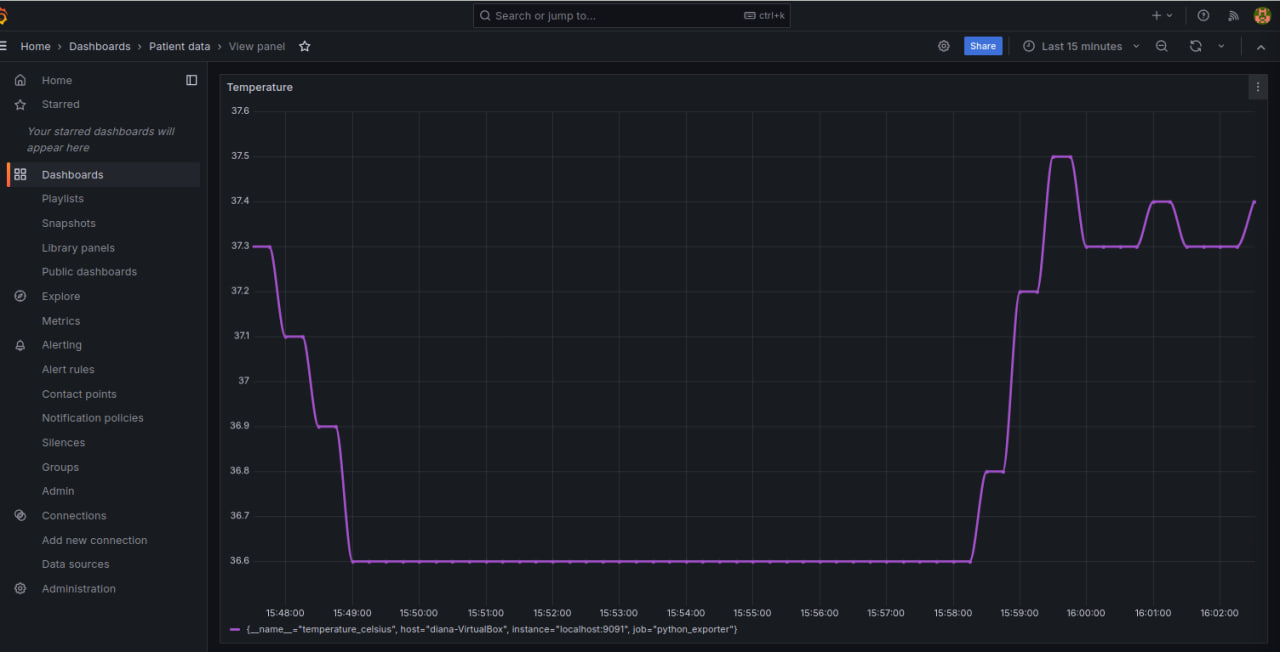 Search or jump to... ctrl+k
Home › Dashboards › Patient data › View panel Share Last 15 minutes
Home
Starred
Your starred dashboards will
appear here
Dashboards
Playlists
Snapshots
Library panels
Public dashboards
Explore
Metrics
Alerting
Alert rules
Contact points
Notification policies
Silences
Groups
Admin
Connections
Add new connection
Data sources
Administration
Temperature
37.6
37.5
37.4
37.3
37.2
37.1
37
36.9
36.8
36.7
36.6
15:48:00 15:49:00 15:50:00 15:51:00 15:52:00 15:53:00 15:54:00 15:55:00 15:56:00 15:57:00 15:58:00 15:59:00 16:00:00 16:01:00 16:02:00
{__name__="temperature_celsius", host="diana-VirtualBox", instance="localhost:9091", job="python_exporter"}